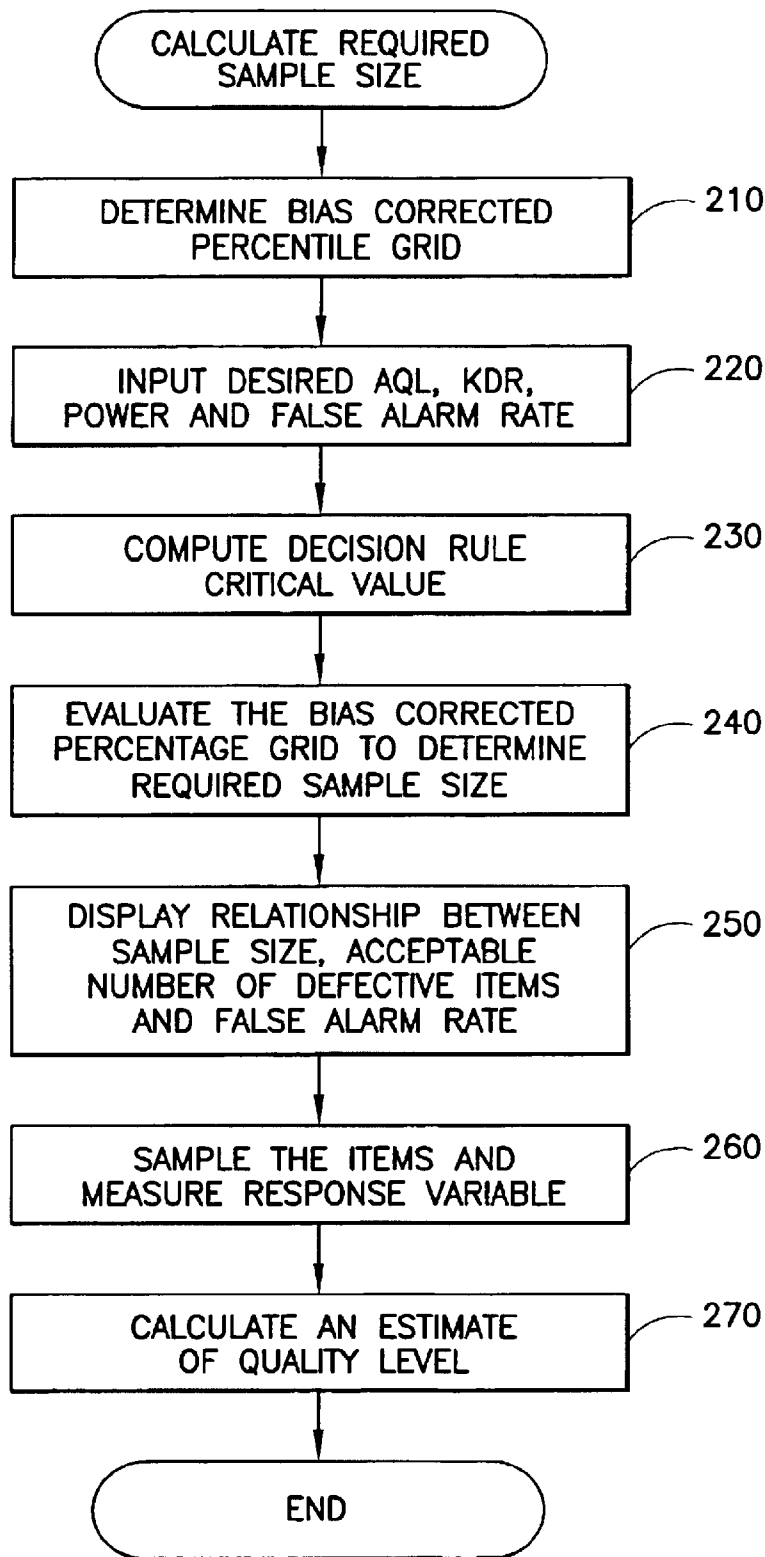 CALCULATE REQUIRED
SAMPLE SIZE
210
DETERMINE BIAS CORRECTED
PERCENTILE GRID
220
INPUT DESIRED AQL, KDR,
POWER AND FALSE ALARM RATE
230
COMPUTE DECISION RULE
CRITICAL VALUE
240
EVALUATE THE BIAS CORRECTED
PERCENTAGE GRID TO DETERMINE
REQUIRED SAMPLE SIZE
250
DISPLAY RELATIONSHIP BETWEEN
SAMPLE SIZE, ACCEPTABLE
NUMBER OF DEFECTIVE ITEMS
AND FALSE ALARM RATE
260
SAMPLE THE ITEMS AND
MEASURE RESPONSE VARIABLE
270
CALCULATE AN ESTIMATE
OF QUALITY LEVEL
END